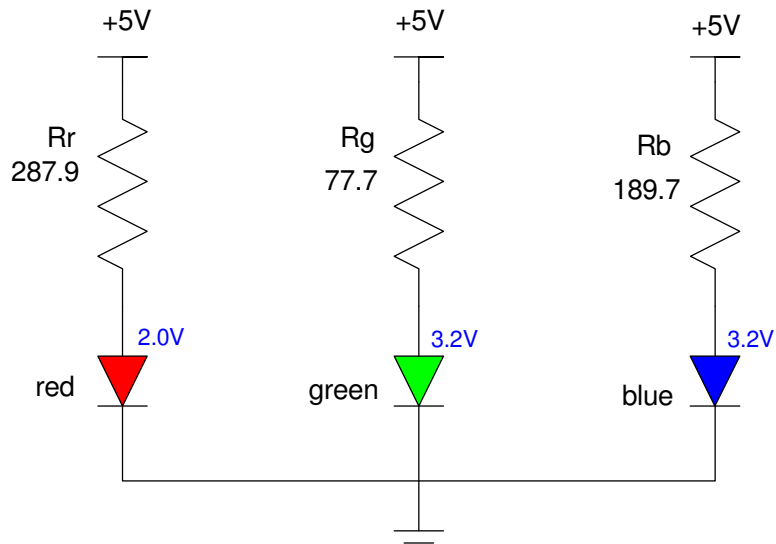 +5V
+5V
+5V
Rr
287.9
Rg
77.7
Rb
189.7
2.0V
3.2V
3.2V
red
green
blue